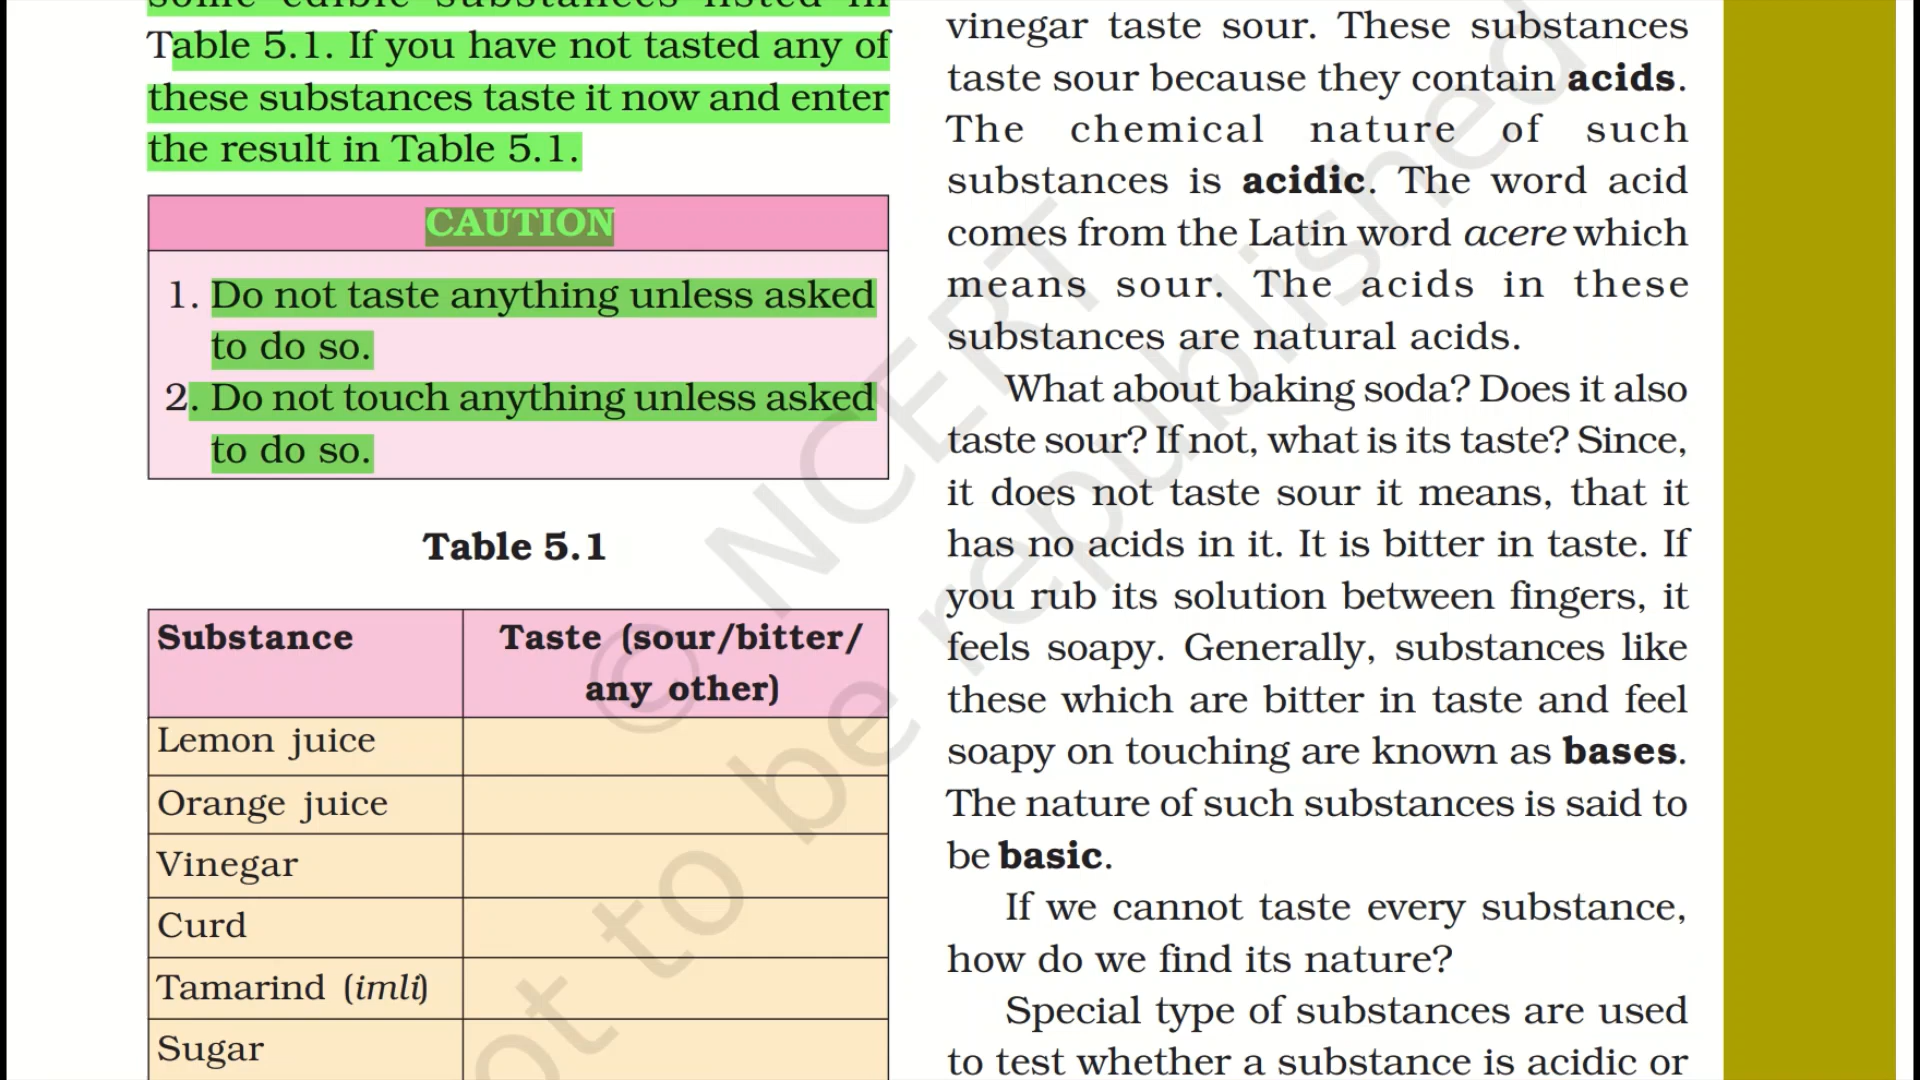 some edible substances listed in
Table 5.1. If you have not tasted any of
these substances taste it now and enter
the result in Table 5.1.
CAUTION
1. Do not taste anything unless asked
to do so.
2. Do not touch anything unless asked
to do so.
Table 5.1
Substance
Taste (sour/bitter/
any other)
Lemon juice
Orange juice
Vinegar
Curd
Tamarind (imli)
Sugar
vinegar taste sour. These substances
taste sour because they contain acids.
The chemical nature of such
substances is acidic. The word acid
comes from the Latin word acere which
means sour. The acids in these
substances are natural acids.
What about baking soda? Does it also
taste sour? If not, what is its taste? Since,
it does not taste sour it means, that it
has no acids in it. It is bitter in taste. If
you rub its solution between fingers, it
feels soapy. Generally, substances like
these which are bitter in taste and feel
soapy on touching are known as bases.
The nature of such substances is said to
be basic.
If we cannot taste every substance,
how do we find its nature?
Special type of substances are used
to test whether a substance is acidic or
© NCERT
not to be republished